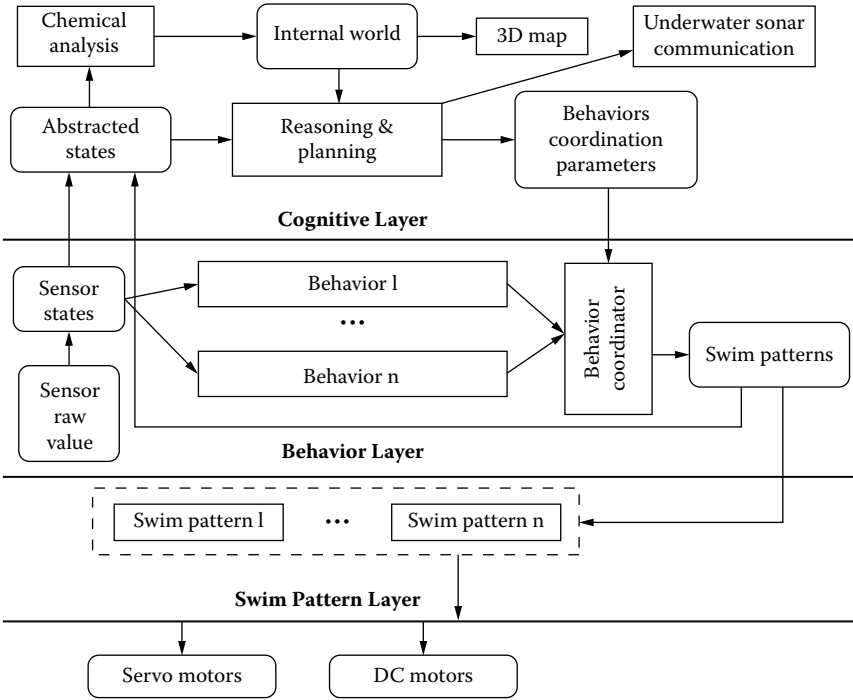 Chemical
analysis
Internal world
3D map
Underwater sonar
communication
Abstracted
states
Reasoning &
planning
Behaviors
coordination
parameters
Cognitive Layer
Sensor
states
Behavior l
...
Behavior n
Behavior
coordinator
Swim patterns
Sensor
raw
value
Behavior Layer
Swim pattern l
...
Swim pattern n
Swim Pattern Layer
Servo motors
DC motors